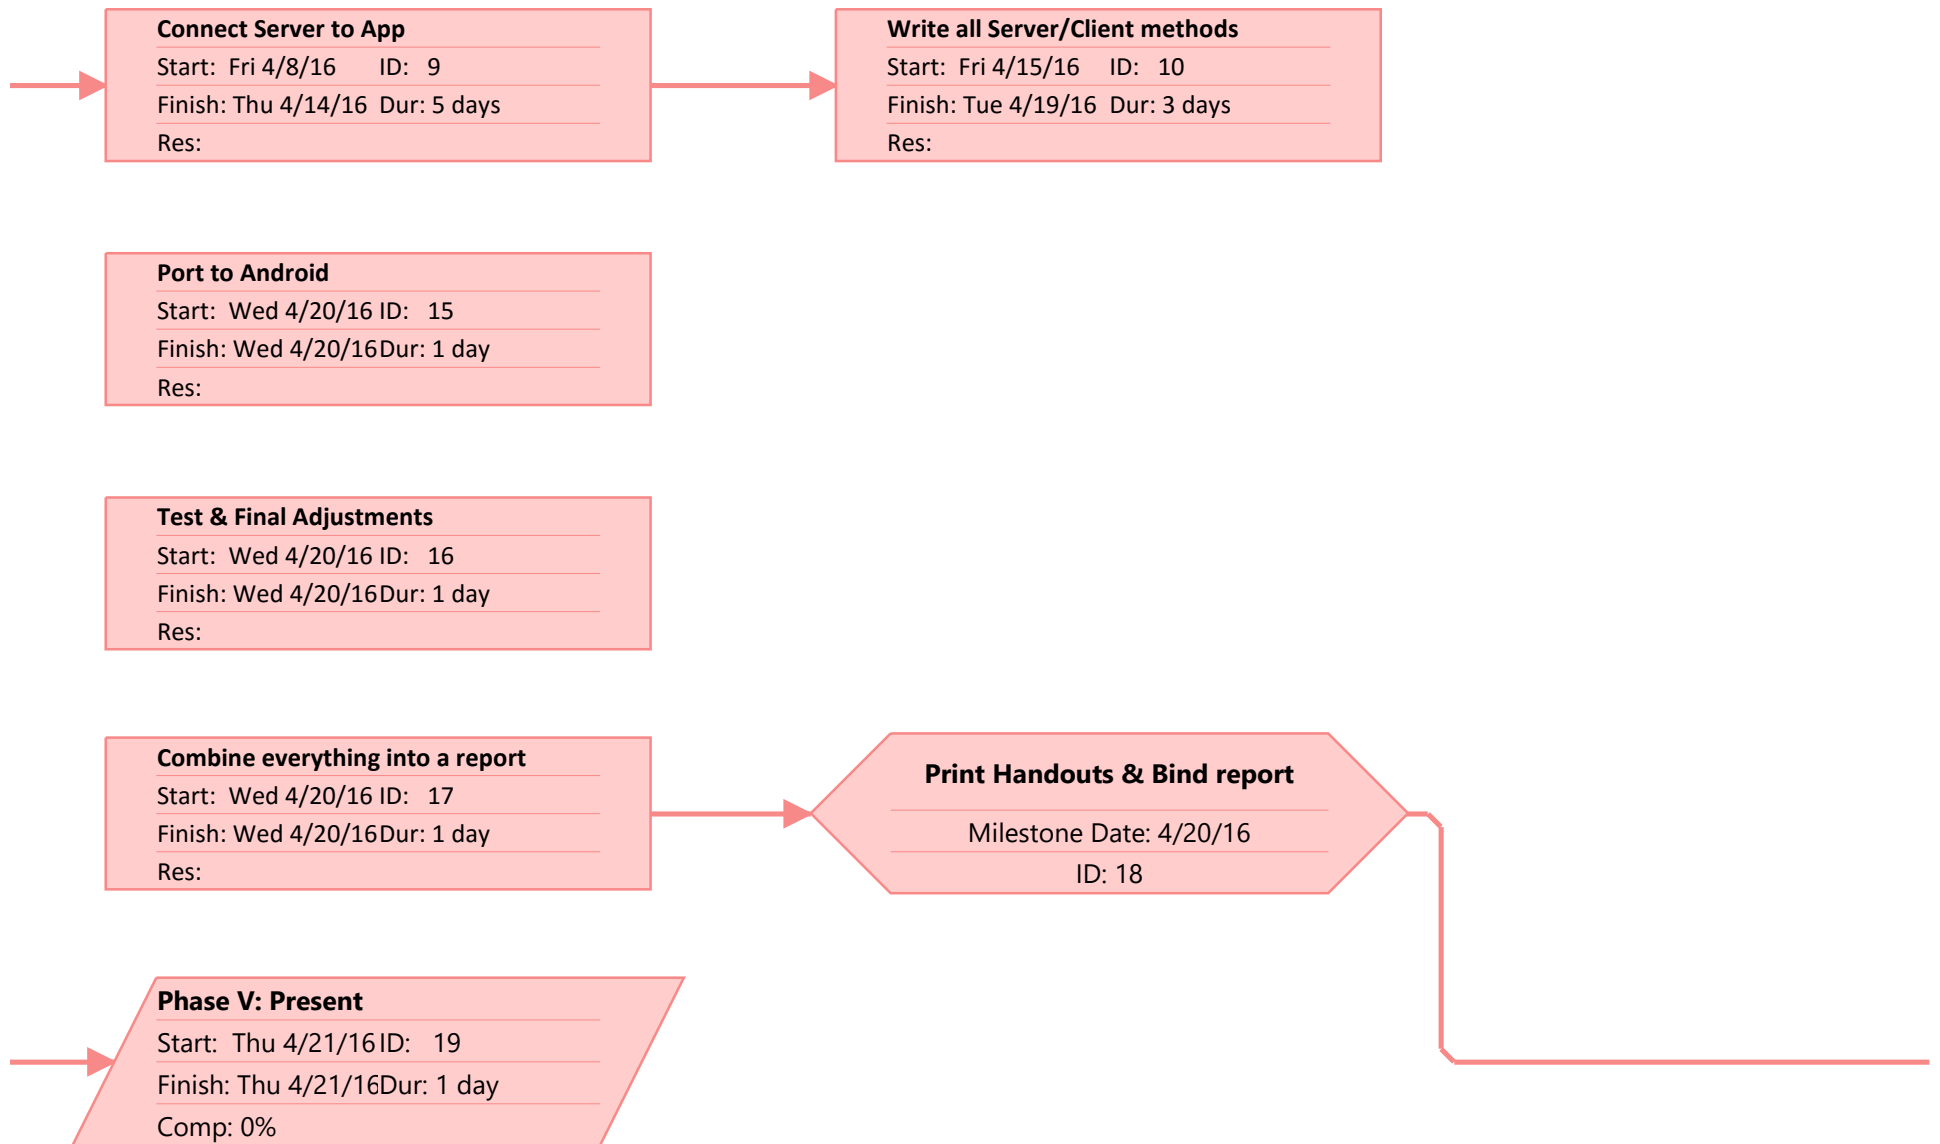 Connect Server to App
Start: Fri 4/8/16 ID: 9
Finish: Thu 4/14/16 Dur: 5 days
Res:
Write all Server/Client methods
Start: Fri 4/15/16 ID: 10
Finish: Tue 4/19/16 Dur: 3 days
Res:
Port to Android
Start: Wed 4/20/16 ID: 15
Finish: Wed 4/20/16 Dur: 1 day
Res:
Test & Final Adjustments
Start: Wed 4/20/16 ID: 16
Finish: Wed 4/20/16 Dur: 1 day
Res:
Combine everything into a report
Start: Wed 4/20/16 ID: 17
Finish: Wed 4/20/16 Dur: 1 day
Res:
Print Handouts & Bind report
Milestone Date: 4/20/16
ID: 18
Phase V: Present
Start: Thu 4/21/16 ID: 19
Finish: Thu 4/21/16 Dur: 1 day
Comp: 0%